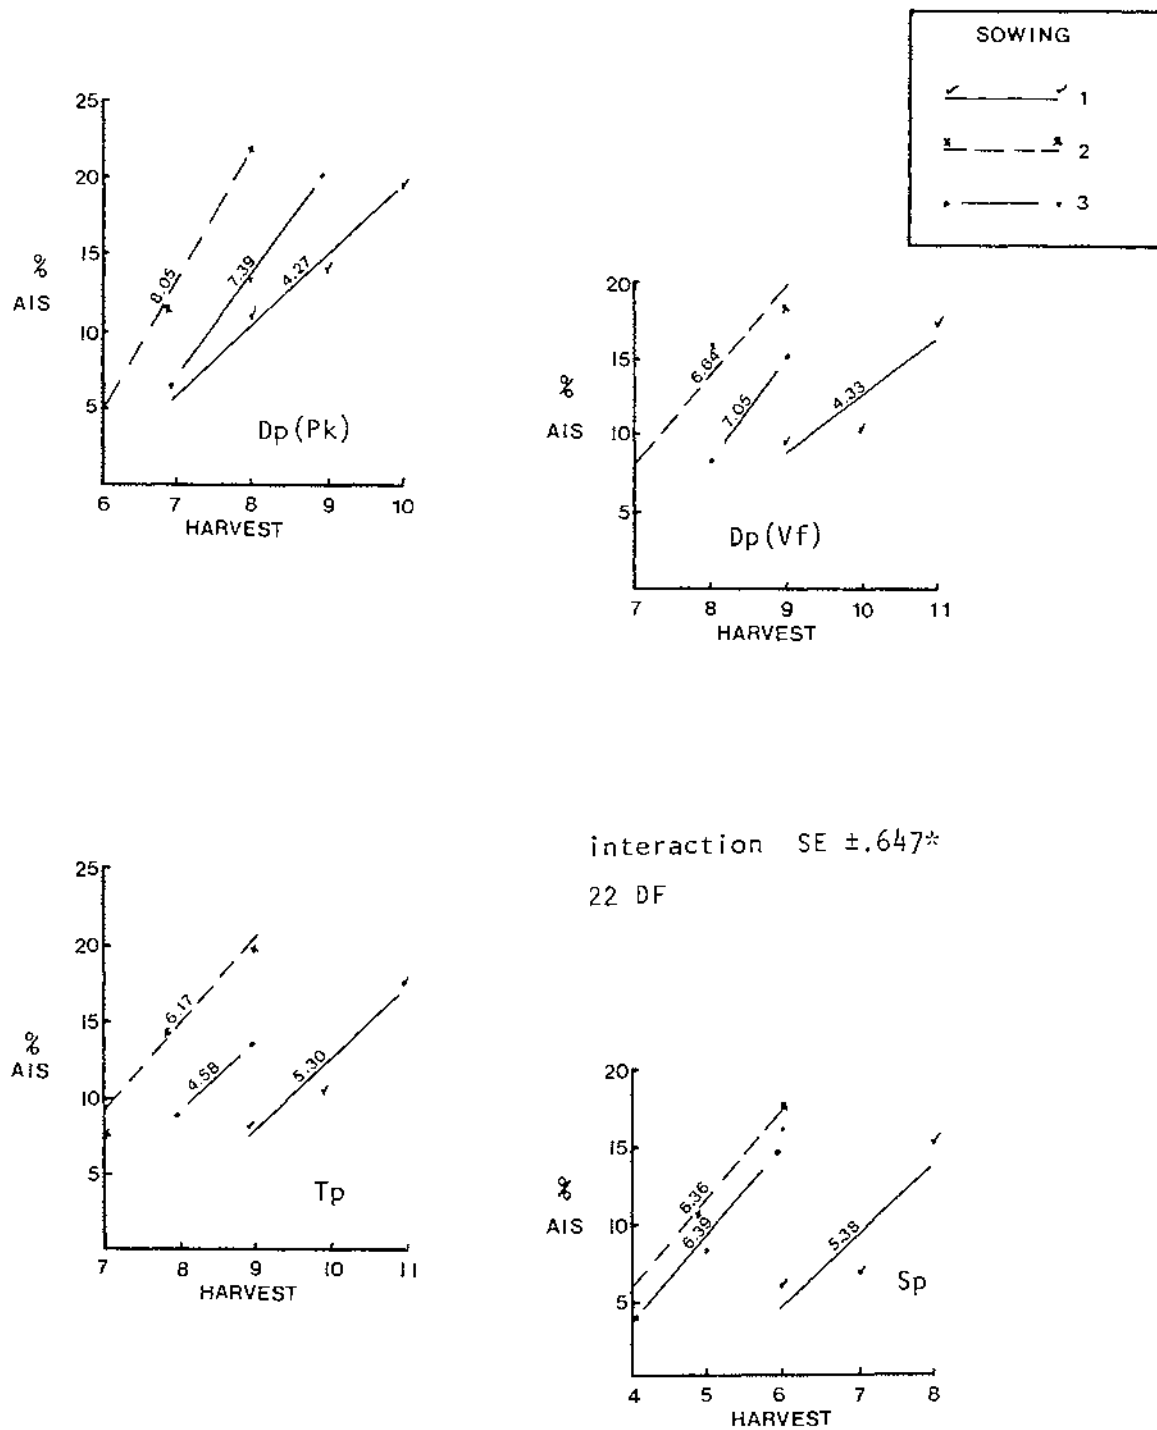 SOWING
1
2
3
25
20
15
10
5
%
AIS
8.05
7.39
4.27
Dp(Pk)
6 7 8 9 10
HARVEST
20
15
10
5
%
AIS
6.64
7.05
4.33
Dp(Vf)
7 8 9 10 11
HARVEST
interaction SE ±.647*
22 DF
25
20
15
10
5
%
AIS
6.17
4.58
5.30
Tp
7 8 9 10 11
HARVEST
20
15
10
5
%
AIS
6.36
6.39
5.38
Sp
4 5 6 7 8
HARVEST